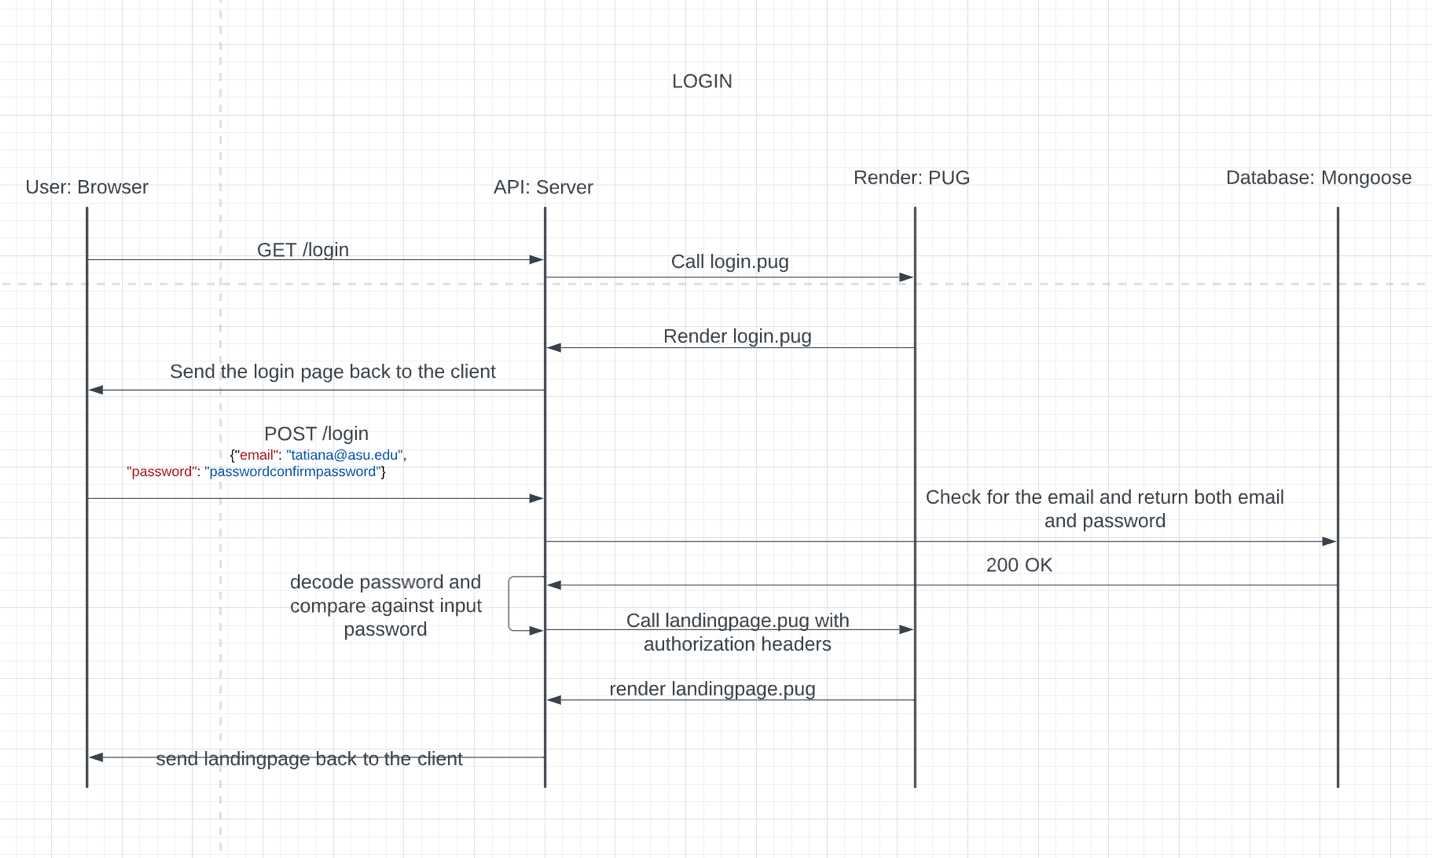 LOGIN
User: Browser
API: Server
Render: PUG
Database: Mongoose
GET /login
Call login.pug
Render login.pug
Send the login page back to the client
POST /login
{"email": "tatiana@asu.edu",
"password": "passwordconfirmpassword"}
Check for the email and return both email
and password
200 OK
decode password and
compare against input
password
Call landingpage.pug with
authorization headers
render landingpage.pug
send landingpage back to the client